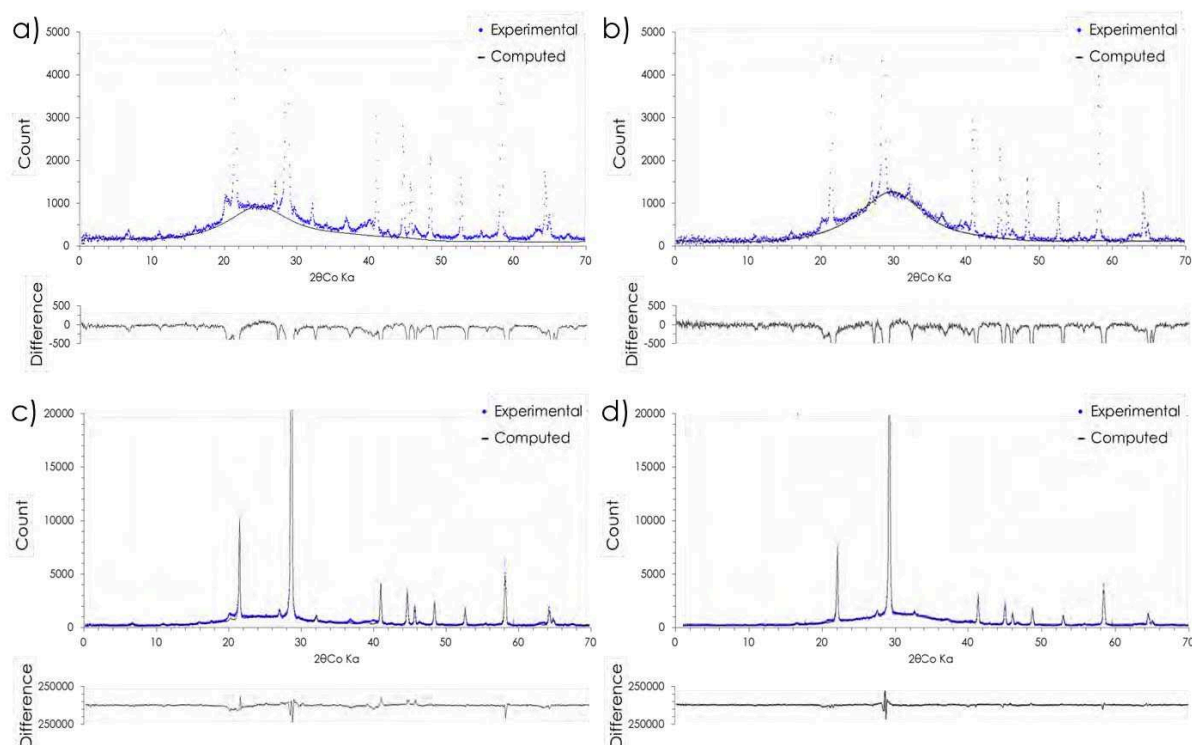 a)
5000
4000
3000
2000
1000
0
Count
0 10 20 30 40 50 60 70
2θCo Ka
• Experimental
— Computed
500
0
-500
Difference
b)
5000
4000
3000
2000
1000
0
Count
0 10 20 30 40 50 60 70
2θCo Ka
• Experimental
— Computed
500
0
-500
Difference
c)
20000
15000
10000
5000
0
Count
0 10 20 30 40 50 60 70
2θCo Ka
• Experimental
— Computed
250000
250000
Difference
d)
20000
15000
10000
5000
0
Count
0 10 20 30 40 50 60 70
2θCo Ka
• Experimental
— Computed
250000
250000
Difference